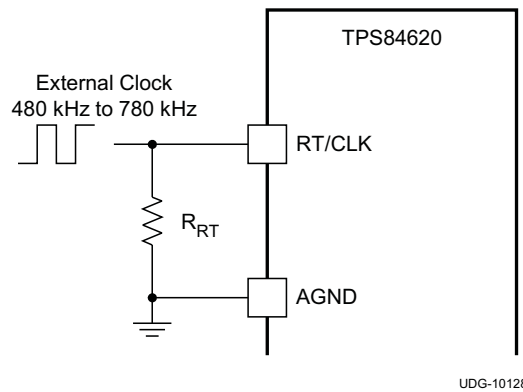 TPS84620
External Clock
480 kHz to 780 kHz
RT/CLK
RRT
AGND
UDG-10128